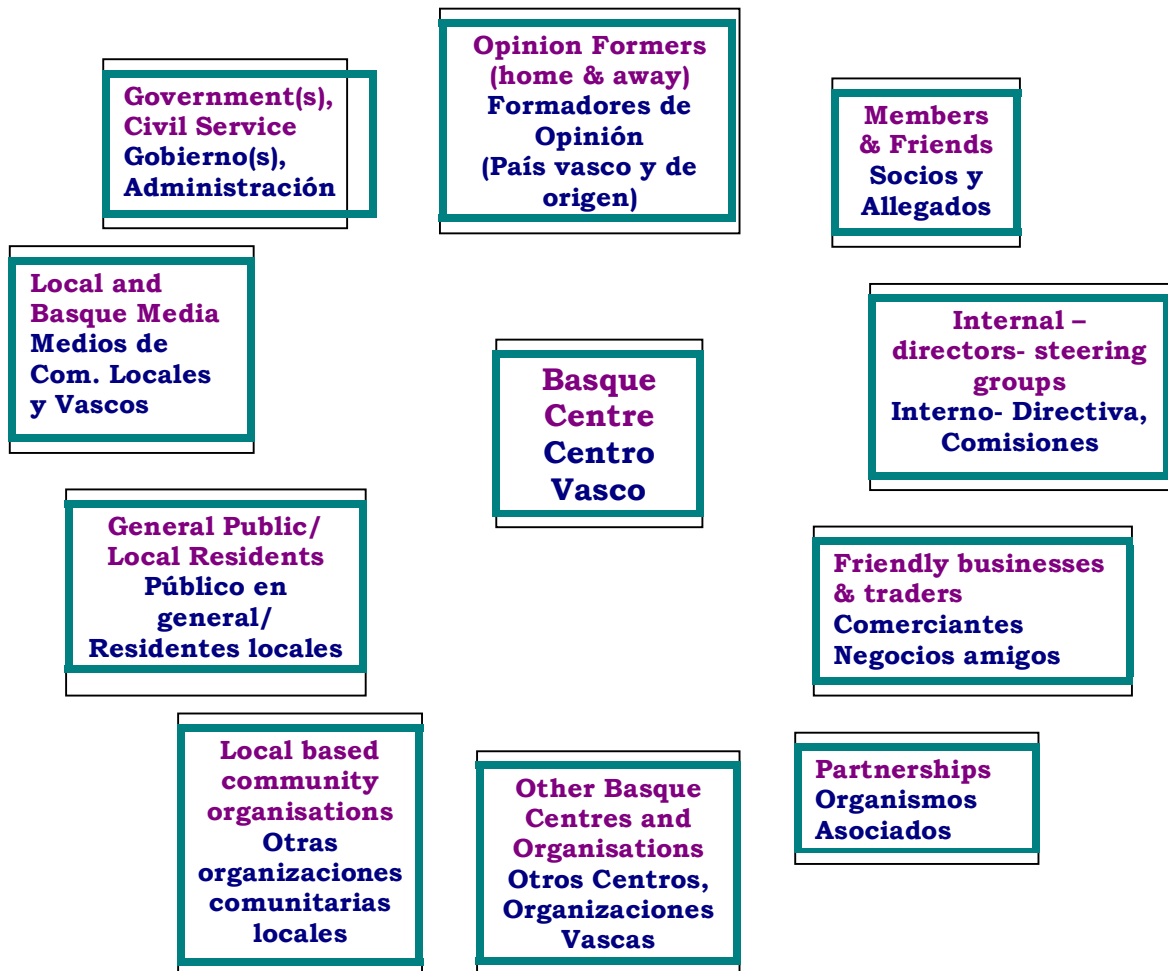 Opinion Formers
(home & away)
Formadores de
Opinión
(País vasco y de
origen)
Government(s),
Civil Service
Gobierno(s),
Administración
Members
& Friends
Socios y
Allegados
Local and
Basque Media
Medios de
Com. Locales
y Vascos
Internal –
directors- steering
groups
Interno- Directiva,
Comisiones
Basque
Centre
Centro
Vasco
General Public/
Local Residents
Público en
general/
Residentes locales
Friendly businesses
& traders
Comerciantes
Negocios amigos
Local based
community
organisations
Otras
organizaciones
comunitarias
locales
Other Basque
Centres and
Organisations
Otros Centros,
Organizaciones
Vascas
Partnerships
Organismos
Asociados